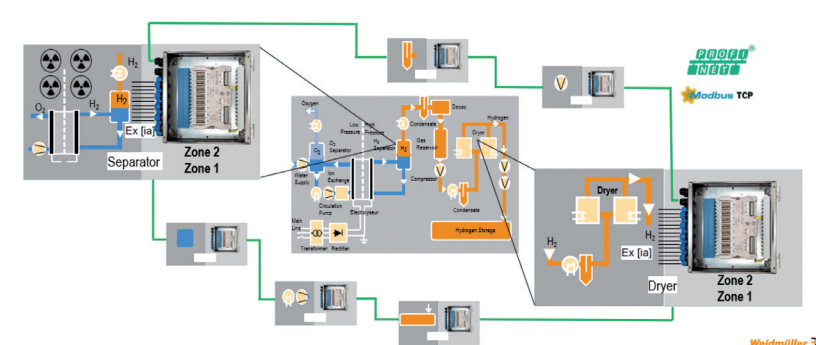 PROFI
NET
Modbus TCP
H2
O2
H2
H2
Ex [ia]
Separator
Zone 2
Zone 1
Oxygen
Low Pressure
High Pressure
O2
O2 Separator
H2 Separator
H2
Deoxo
Condensate
Gas Reservoir
Dryer
Hydrogen
Water Supply
Ion Exchange
Circulation Pump
Electrolyseur
Compressor
Condensate
Main Line
Transformer
Rectifier
Hydrogen Storage
Dryer
H2
H2
Ex [ia]
Dryer
Zone 2
Zone 1
Weidmüller